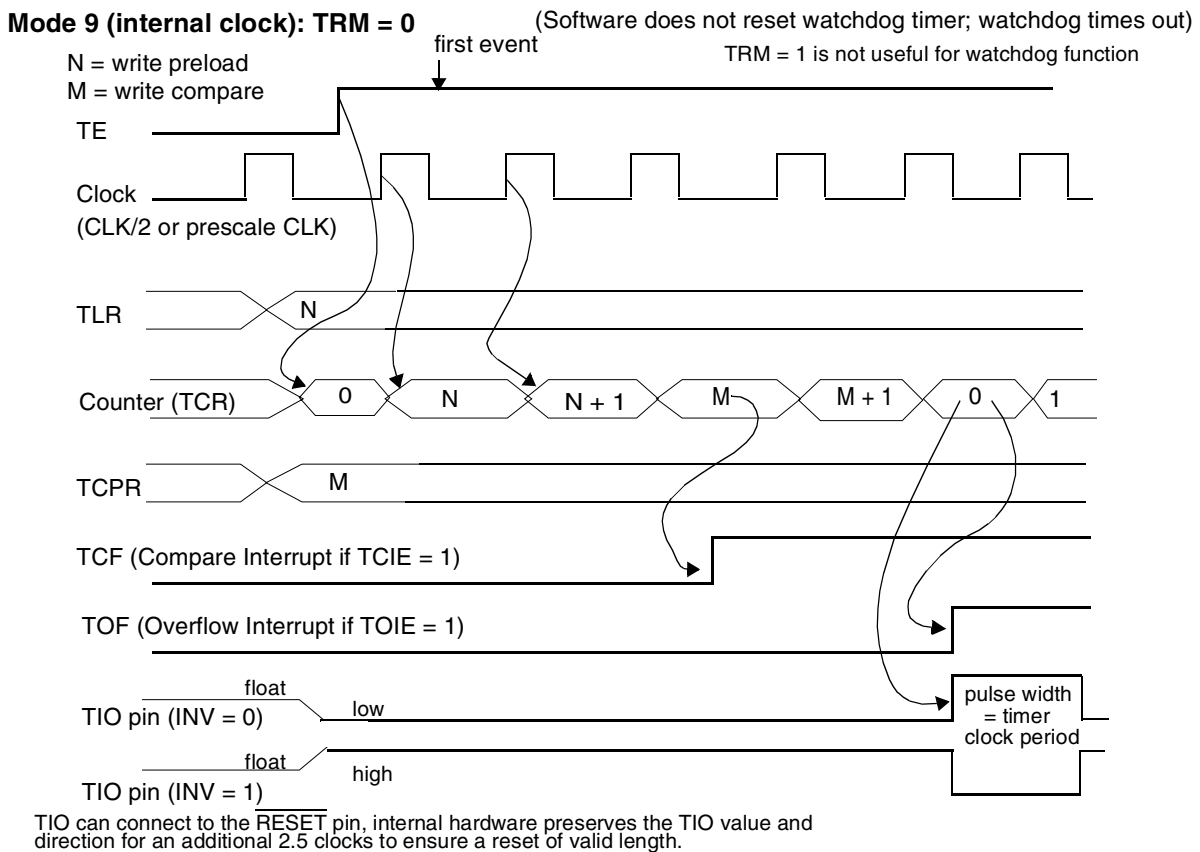 Mode 9 (internal clock): TRM = 0
(Software does not reset watchdog timer; watchdog times out)
first event
TRM = 1 is not useful for watchdog function
N = write preload
M = write compare
TE
Clock
(CLK/2 or prescale CLK)
TLR
N
Counter (TCR)
0
N
N + 1
M
M + 1
0
1
TCPR
M
TCF (Compare Interrupt if TCIE = 1)
TOF (Overflow Interrupt if TOIE = 1)
float
TIO pin (INV = 0)
low
pulse width
= timer
clock period
float
TIO pin (INV = 1)
high
TIO can connect to the RESET pin, internal hardware preserves the TIO value and
direction for an additional 2.5 clocks to ensure a reset of valid length.